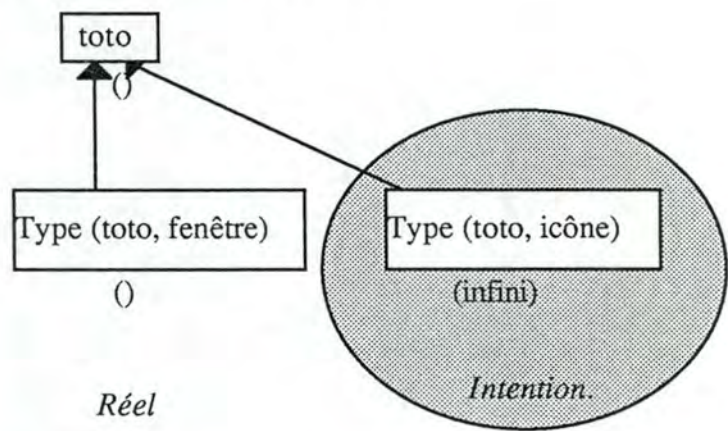 toto
()
Type (toto, fenêtre)
Type (toto, icône)
()
(infini)
Réel
Intention.